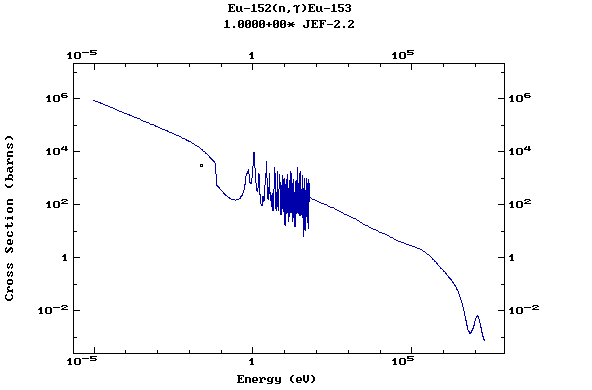 Eu-152(n,γ)Eu-153
1.0000+00* JEF-2.2
10⁻⁵ 1 10⁵
10⁶ 10⁶
10⁴ 10⁴
10² 10²
1 1
10⁻² 10⁻²
10⁻⁵ 1 10⁵
Cross Section (barns)
Energy (eV)